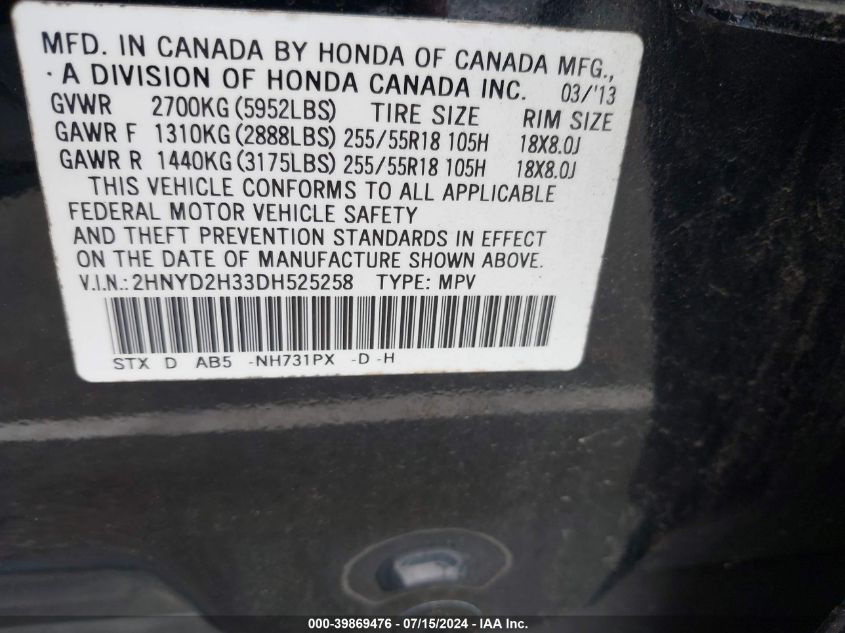 MFD. IN CANADA BY HONDA OF CANADA MFG.,
· A DIVISION OF HONDA CANADA INC. 03/'13
GVWR 2700KG (5952LBS) TIRE SIZE RIM SIZE
GAWR F 1310KG (2888LBS) 255/55R18 105H 18X8.0J
GAWR R 1440KG (3175LBS) 255/55R18 105H 18X8.0J
THIS VEHICLE CONFORMS TO ALL APPLICABLE
FEDERAL MOTOR VEHICLE SAFETY
AND THEFT PREVENTION STANDARDS IN EFFECT
ON THE DATE OF MANUFACTURE SHOWN ABOVE.
V.I.N.: 2HNYD2H33DH525258 TYPE: MPV
STX D AB5 -NH731PX -D -H
000-39869476 / 07/15/2024 - IAA Inc.